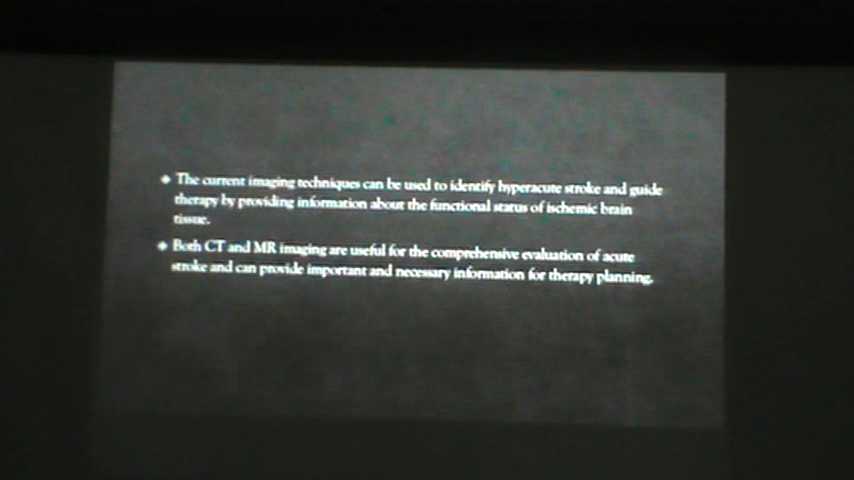 ◆ The current imaging techniques can be used to identify hyperacute stroke and guide
therapy by providing information about the functional status of ischemic brain
tissue.
◆ Both CT and MR imaging are useful for the comprehensive evaluation of acute
stroke and can provide important and necessary information for therapy planning.